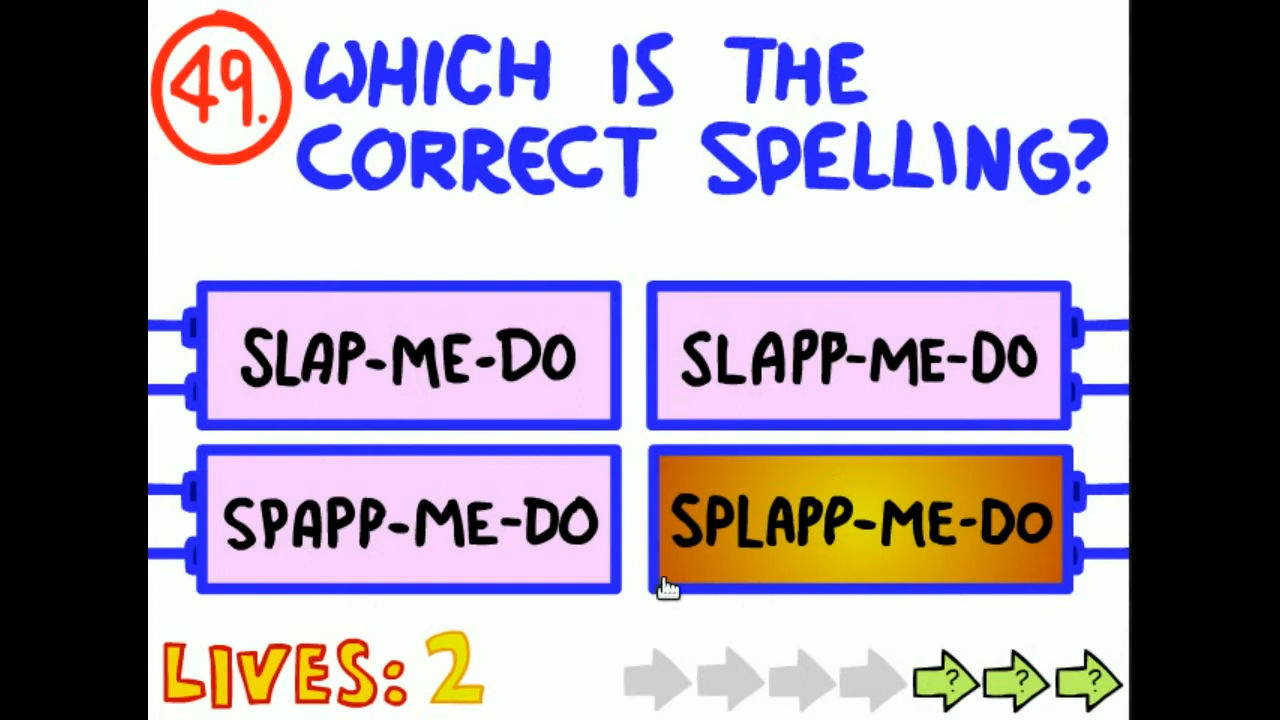 49. WHICH IS THE
CORRECT SPELLING?
SLAP-ME-DO
SLAPP-ME-DO
SPAPP-ME-DO
SPLAPP-ME-DO
LIVES: 2
? ? ?